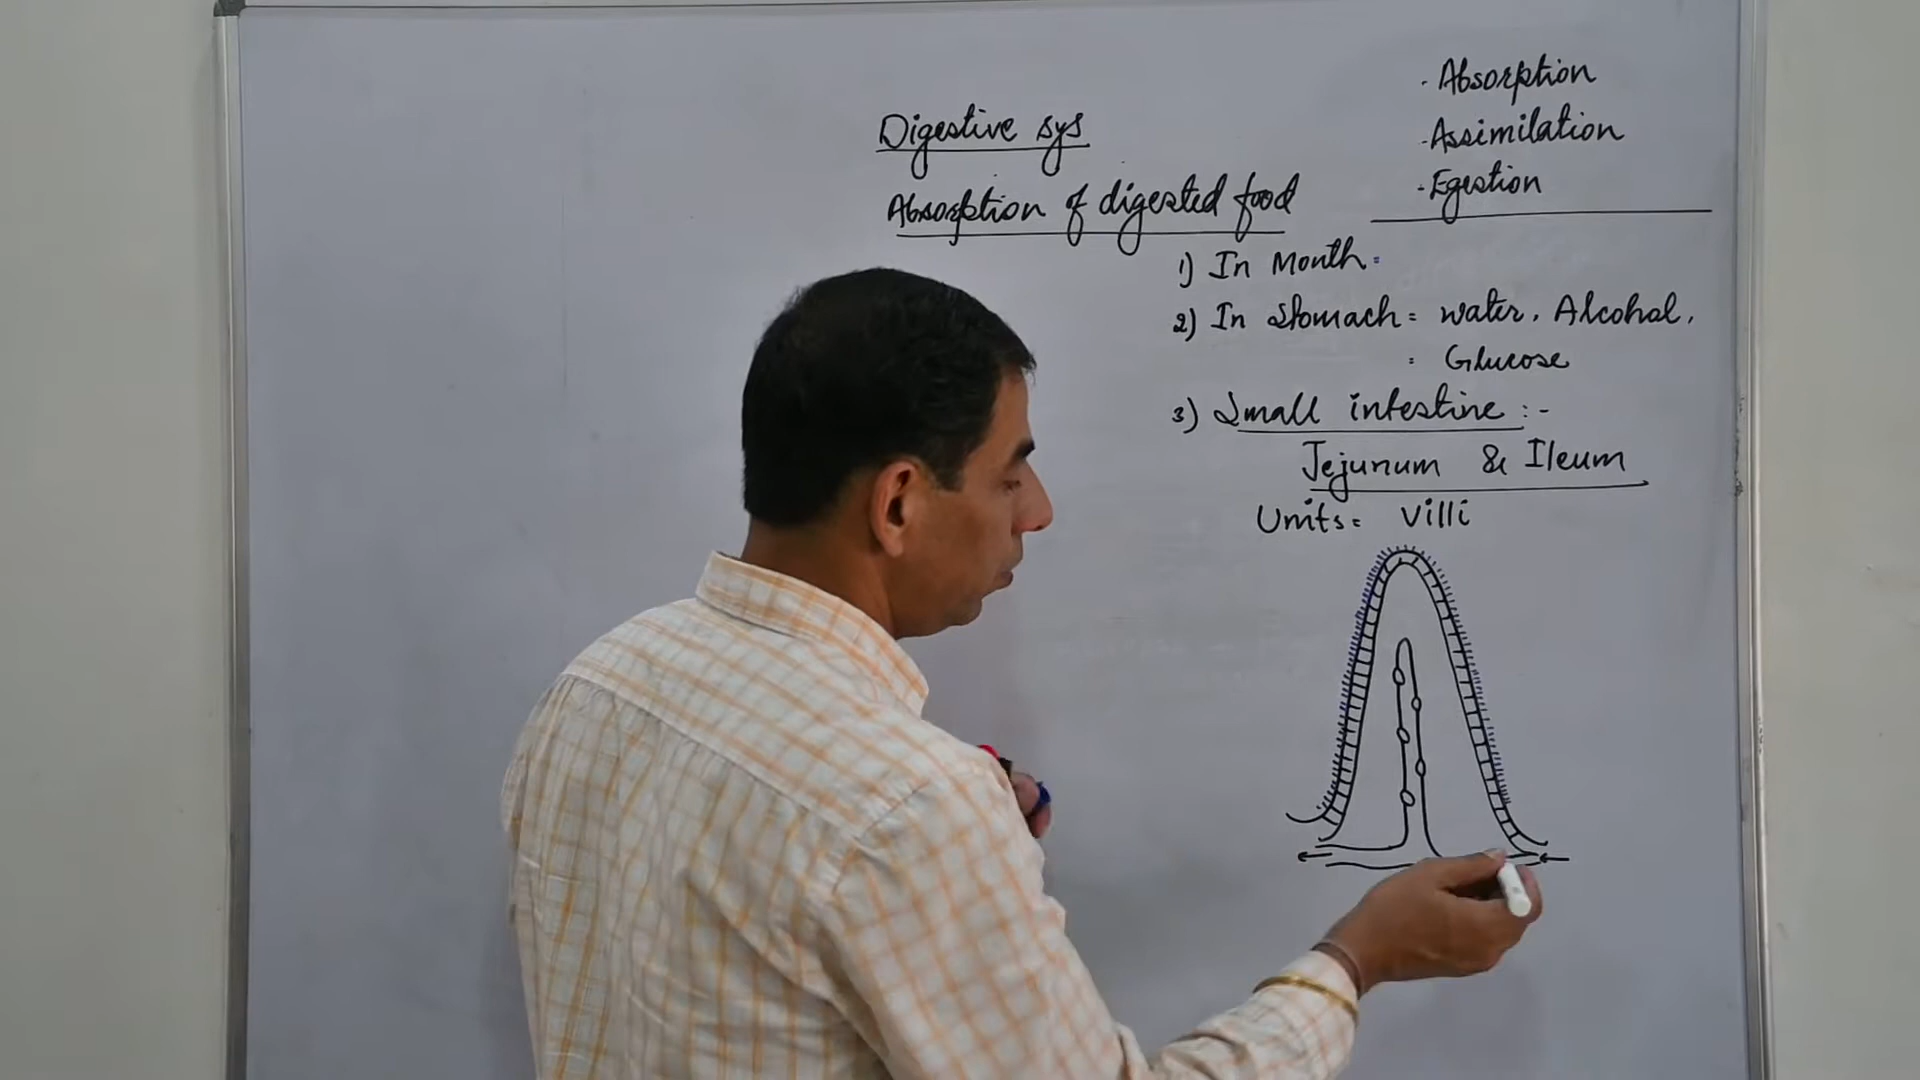 · Absorption
· Assimilation
· Egestion
Digestive sys
Absorption of digested food
1) In Mouth =
2) In Stomach = water, Alcohal,
= Glucose
3) Small intestine :-
Jejunum & Ileum
Units = Villi